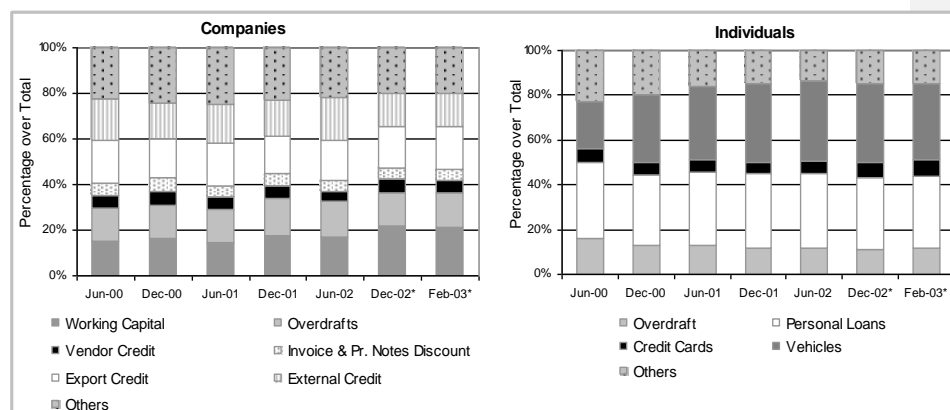 Companies
Percentage over Total
100%
80%
60%
40%
20%
0%
Jun-00 Dec-00 Jun-01 Dec-01 Jun-02 Dec-02* Feb-03*
Working Capital Overdrafts
Vendor Credit Invoice & Pr. Notes Discount
Export Credit External Credit
Others
Individuals
Percentage over Total
100%
80%
60%
40%
20%
0%
Jun-00 Dec-00 Jun-01 Dec-01 Jun-02 Dec-02* Feb-03*
Overdraft Personal Loans
Credit Cards Vehicles
Others